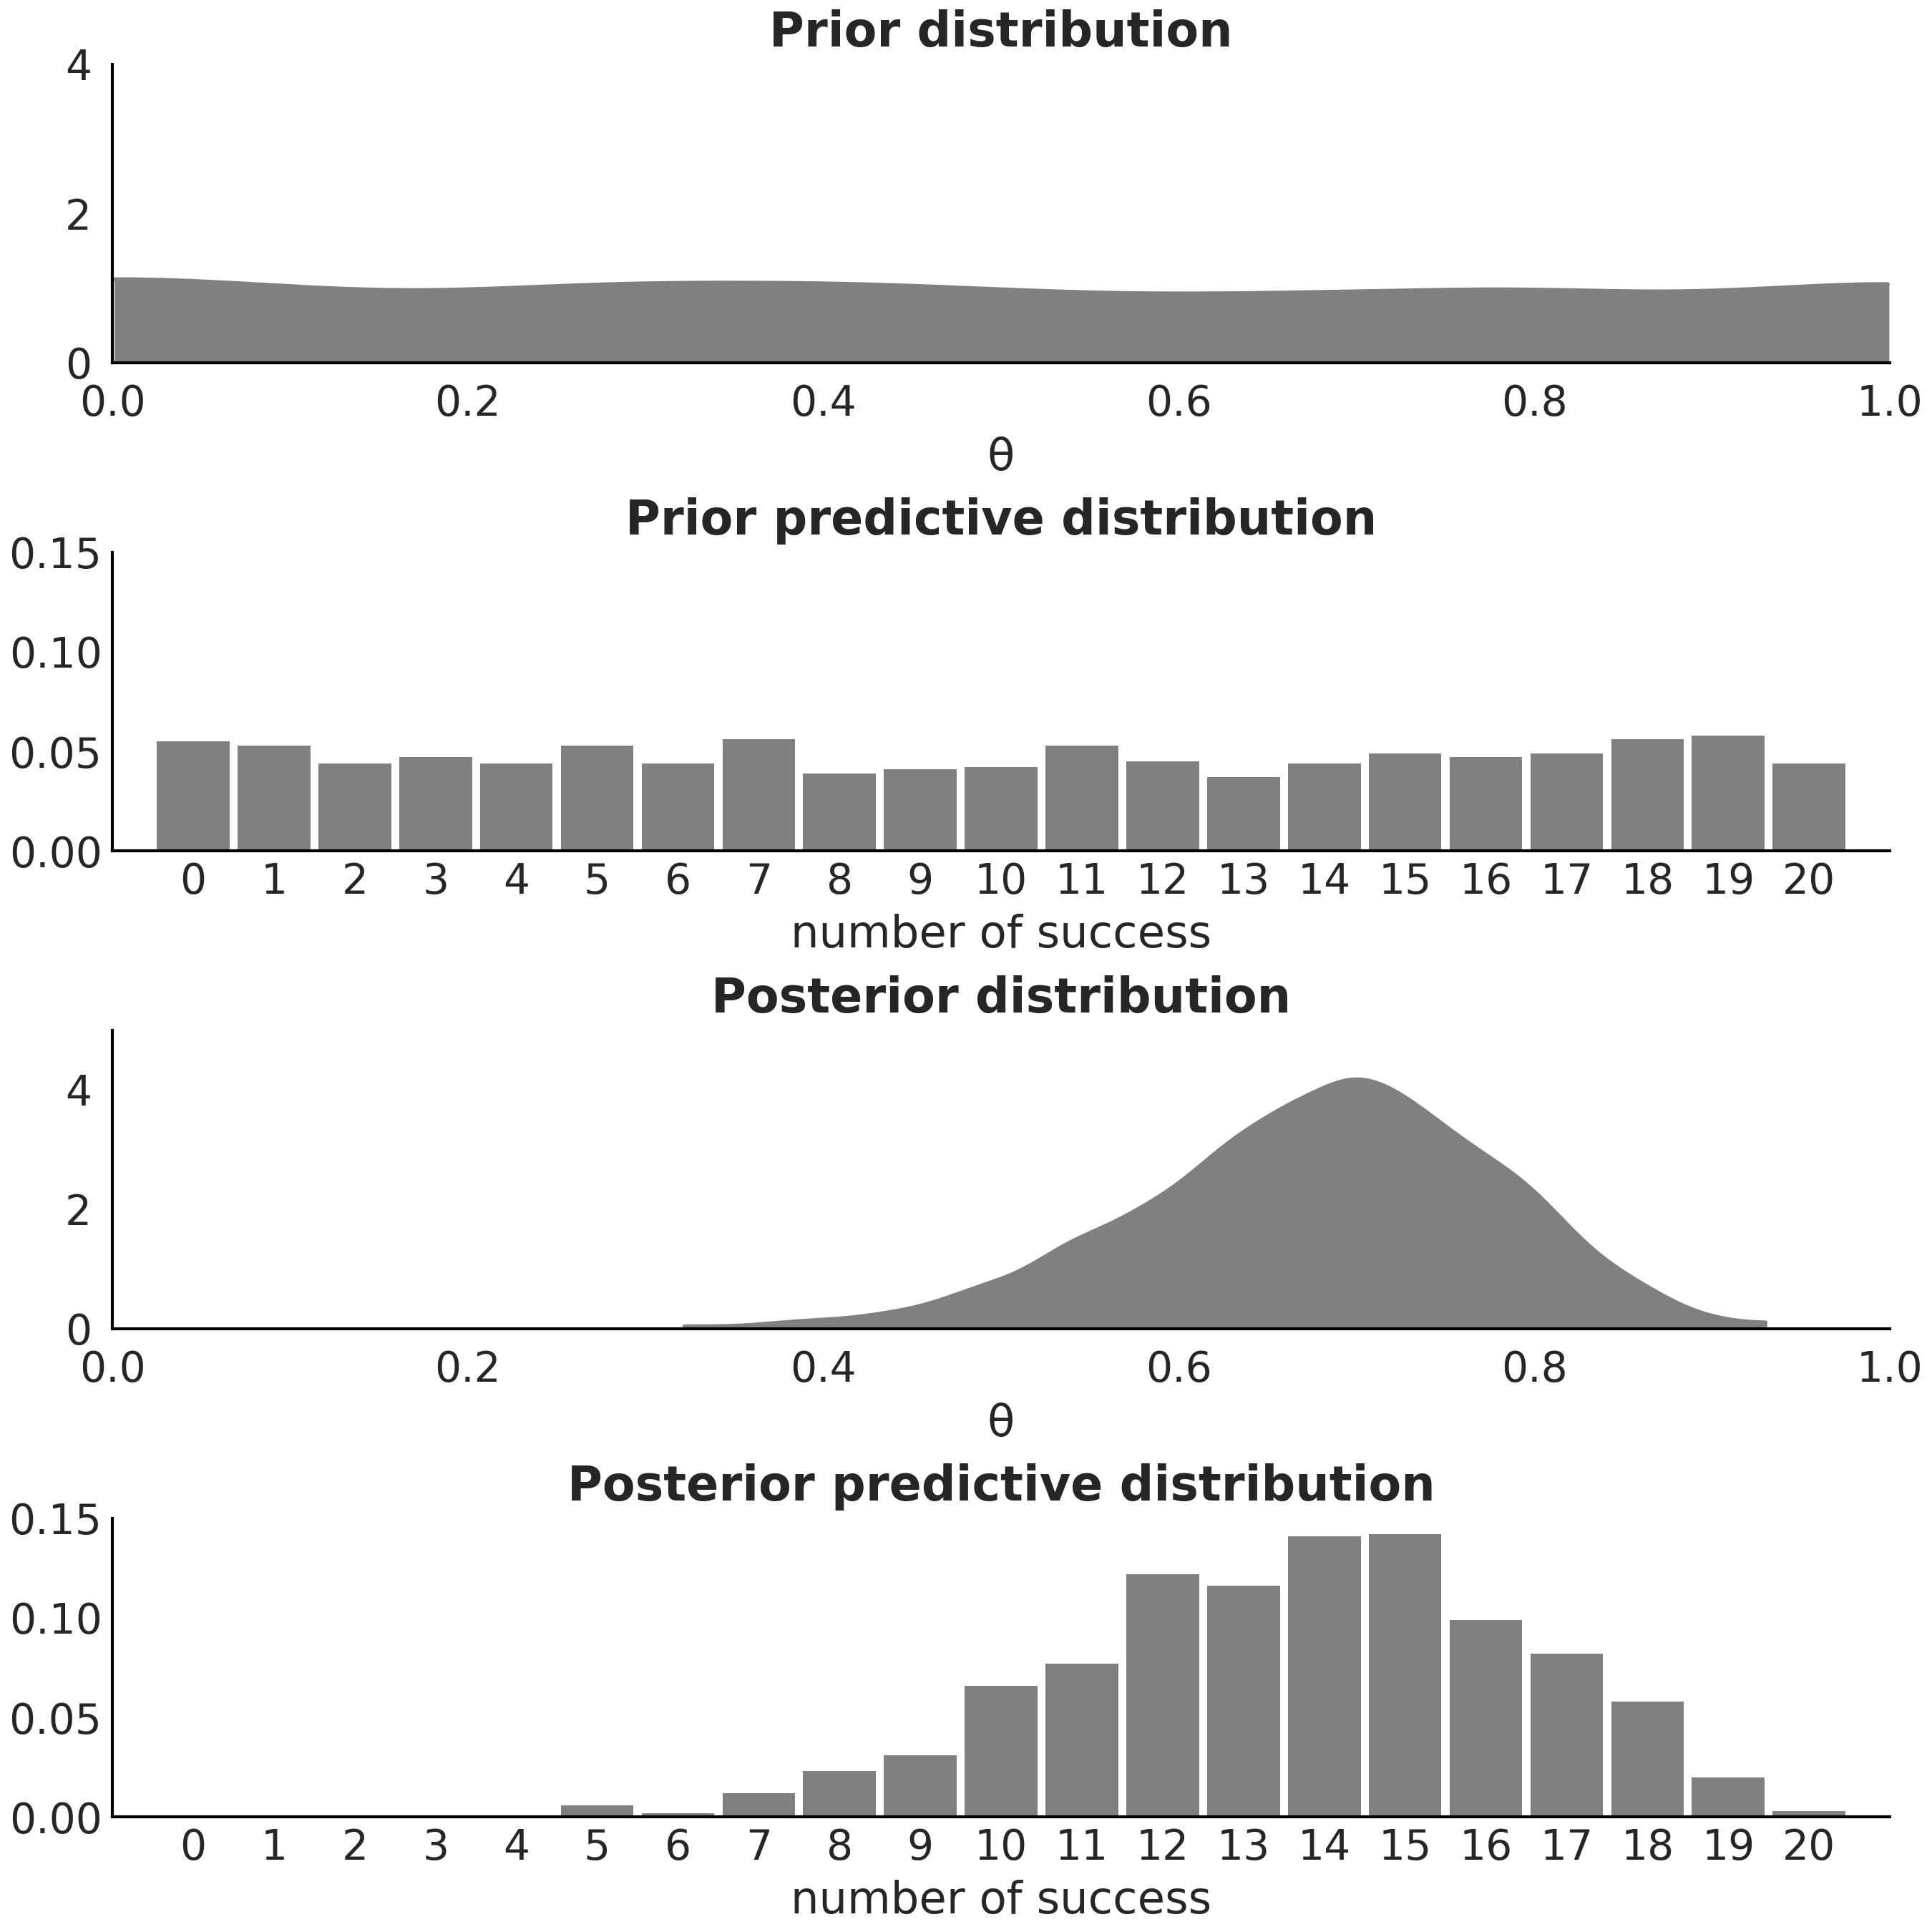 Prior distribution
4
2
0
0.0 0.2 0.4 0.6 0.8 1.0
θ
Prior predictive distribution
0.15
0.10
0.05
0.00
0 1 2 3 4 5 6 7 8 9 10 11 12 13 14 15 16 17 18 19 20
number of success
Posterior distribution
4
2
0
0.0 0.2 0.4 0.6 0.8 1.0
θ
Posterior predictive distribution
0.15
0.10
0.05
0.00
0 1 2 3 4 5 6 7 8 9 10 11 12 13 14 15 16 17 18 19 20
number of success